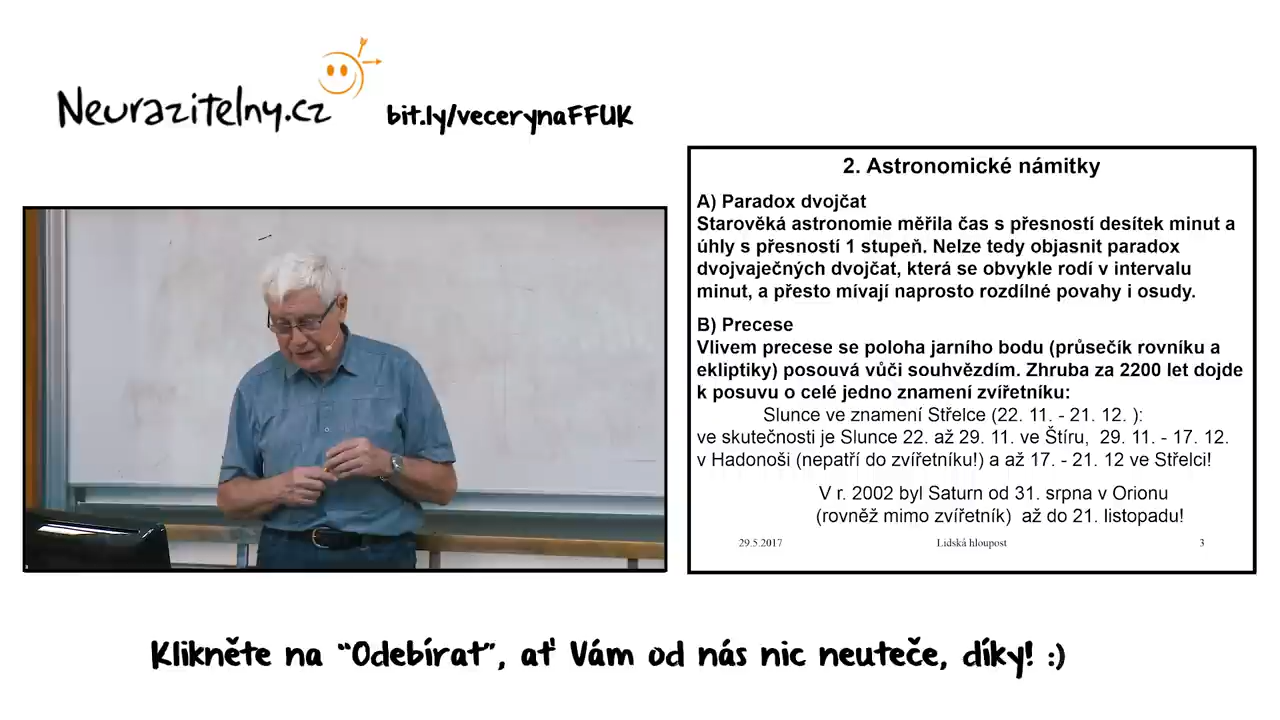 Neurazitelny.cz
bit.ly/vecerynaFFUK
2. Astronomické námitky
A) Paradox dvojčat
Starověká astronomie měřila čas s přesností desítek minut a
úhly s přesností 1 stupeň. Nelze tedy objasnit paradox
dvojvaječných dvojčat, která se obvykle rodí v intervalu
minut, a přesto mívají naprosto rozdílné povahy i osudy.
B) Precese
Vlivem precese se poloha jarního bodu (průsečík rovníku a
ekliptiky) posouvá vůči souhvězdím. Zhruba za 2200 let dojde
k posuvu o celé jedno znamení zvířetníku:
Slunce ve znamení Střelce (22. 11. - 21. 12. ):
ve skutečnosti je Slunce 22. až 29. 11. ve Štíru, 29. 11. - 17. 12.
v Hadonoši (nepatří do zvířetníku!) a až 17. - 21. 12 ve Střelci!
V r. 2002 byl Saturn od 31. srpna v Orionu
(rovněž mimo zvířetník) až do 21. listopadu!
29.5.2017 Lidská hloupost 3
Klikněte na “Odebírat”, ať Vám od nás nic neuteče, díky! :)